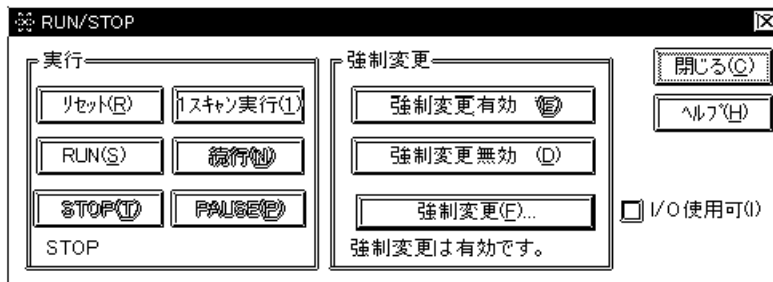 RUN/STOP
実行
強制変更
閉じる(C)
ﾘｾｯﾄ(R)
1ｽｷｬﾝ実行(1)
強制変更有効 (E)
ﾍﾙﾌﾟ(H)
RUN(S)
続行(N)
強制変更無効 (D)
STOP(T)
PAUSE(P)
強制変更(F)...
I/O使用可(I)
STOP
強制変更は有効です。